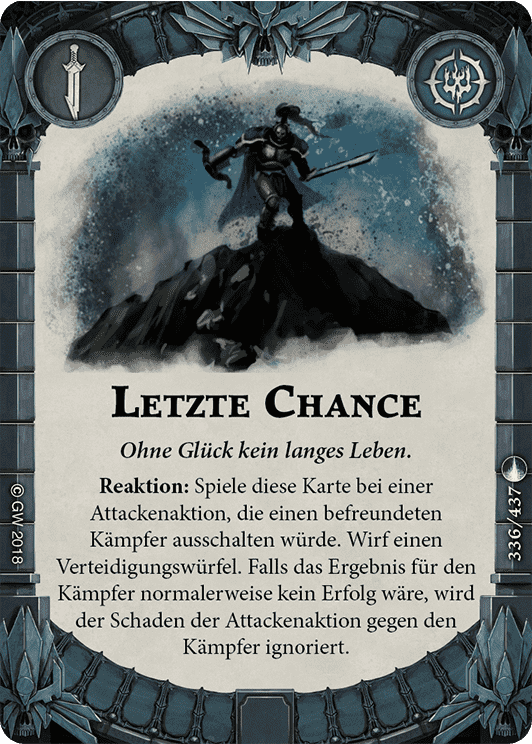 Letzte Chance
Ohne Glück kein langes Leben.
Reaktion: Spiele diese Karte bei einer
Attackenaktion, die einen befreundeten
Kämpfer ausschalten würde. Wirf einen
Verteidigungswürfel. Falls das Ergebnis für den
Kämpfer normalerweise kein Erfolg wäre, wird
der Schaden der Attackenaktion gegen den
Kämpfer ignoriert.
© GW 2018
336/437